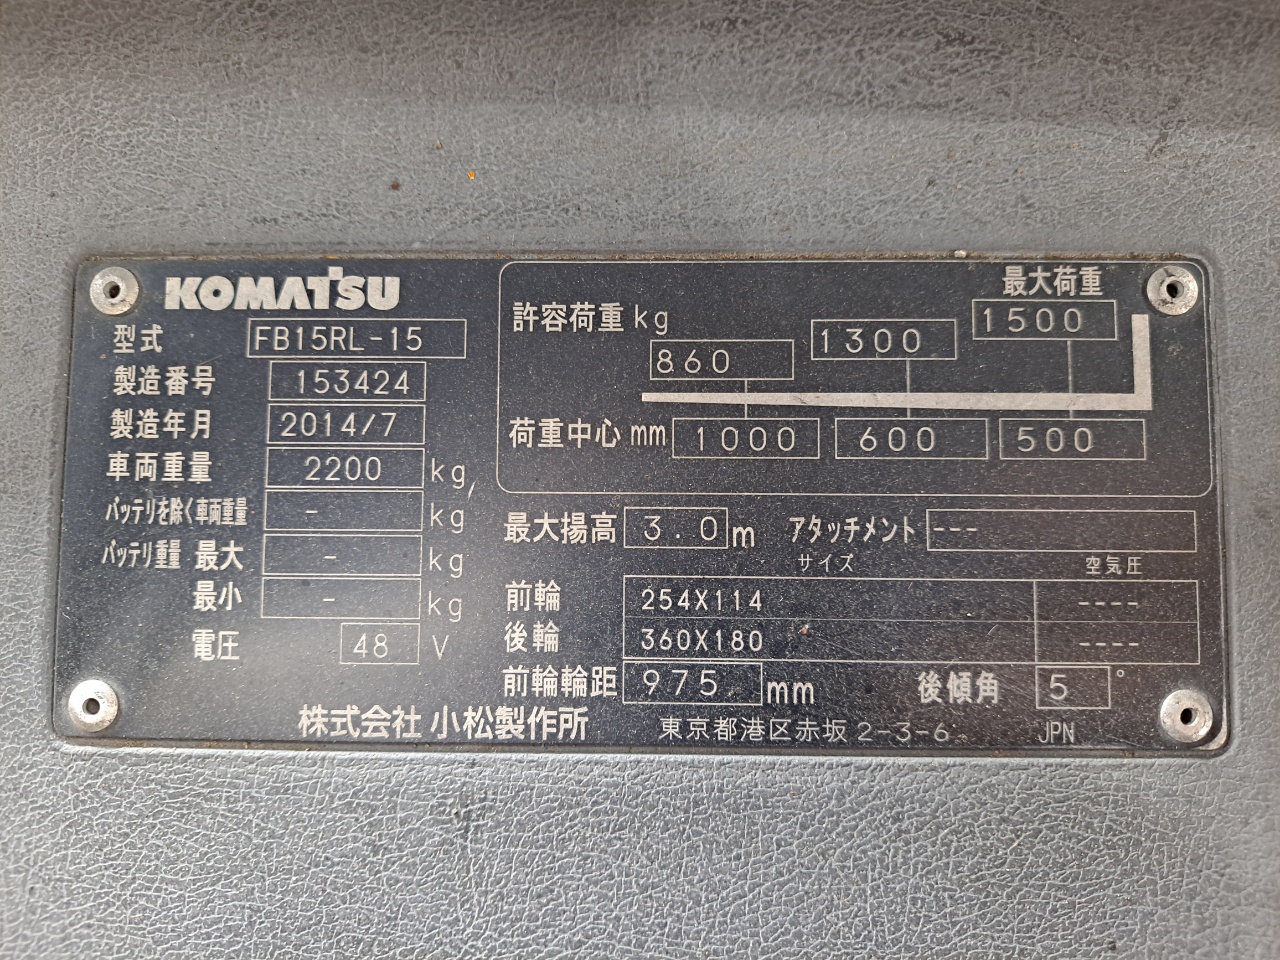 KOMATSU
型式 FB15RL-15
製造番号 153424
製造年月 2014/7
車両重量 2200 kg
バッテリを除く車両重量 - kg
バッテリ重量 最大 - kg
最小 - kg
電圧 48 V
最大荷重
許容荷重 kg 860 1300 1500
荷重中心 mm 1000 600 500
最大揚高 3.0 m アタッチメント ---
サイズ 空気圧
前輪 254X114 ----
後輪 360X180 ----
前輪輪距 975 mm 後傾角 5 °
株式会社 小松製作所 東京都港区赤坂2-3-6 JPN